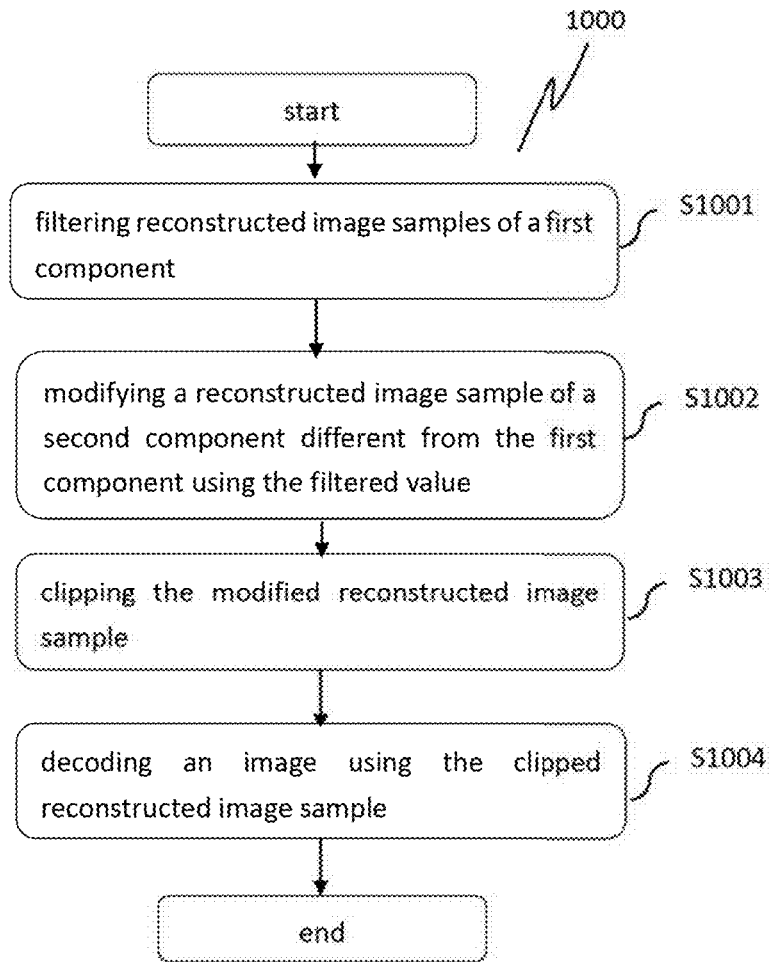 1000
start
filtering reconstructed image samples of a first
component
S1001
modifying a reconstructed image sample of a
second component different from the first
component using the filtered value
S1002
clipping the modified reconstructed image
sample
S1003
decoding an image using the clipped
reconstructed image sample
S1004
end